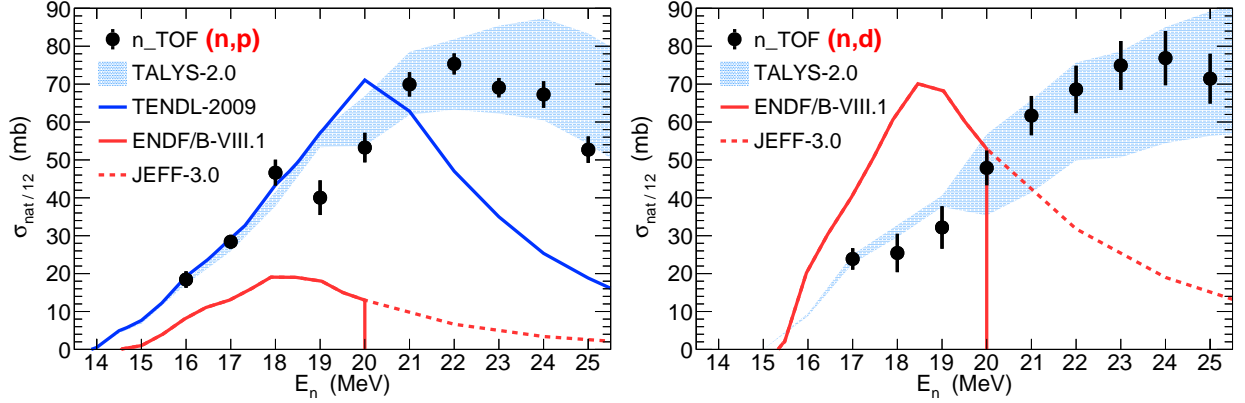 90
80
70
60
50
40
30
20
10
0
σnat / 12 (mb)
n_TOF (n,p)
TALYS-2.0
TENDL-2009
ENDF/B-VIII.1
JEFF-3.0
14 15 16 17 18 19 20 21 22 23 24 25
En (MeV)
90
80
70
60
50
40
30
20
10
0
σnat / 12 (mb)
n_TOF (n,d)
TALYS-2.0
ENDF/B-VIII.1
JEFF-3.0
14 15 16 17 18 19 20 21 22 23 24 25
En (MeV)